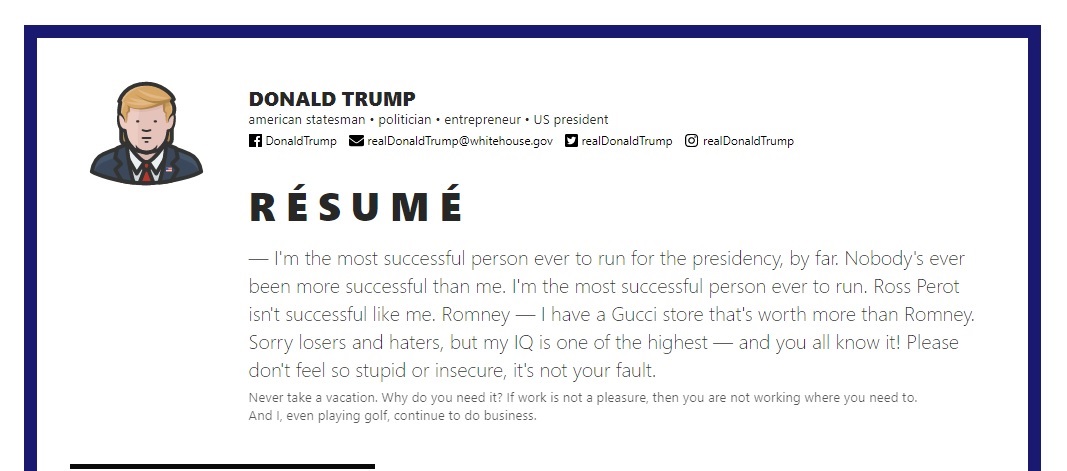 DONALD TRUMP
american statesman • politician • entrepreneur • US president
DonaldTrump realDonaldTrump@whitehouse.gov realDonaldTrump realDonaldTrump
RÉSUMÉ
— I'm the most successful person ever to run for the presidency, by far. Nobody's ever
been more successful than me. I'm the most successful person ever to run. Ross Perot
isn't successful like me. Romney — I have a Gucci store that's worth more than Romney.
Sorry losers and haters, but my IQ is one of the highest — and you all know it! Please
don't feel so stupid or insecure, it's not your fault.
Never take a vacation. Why do you need it? If work is not a pleasure, then you are not working where you need to.
And I, even playing golf, continue to do business.